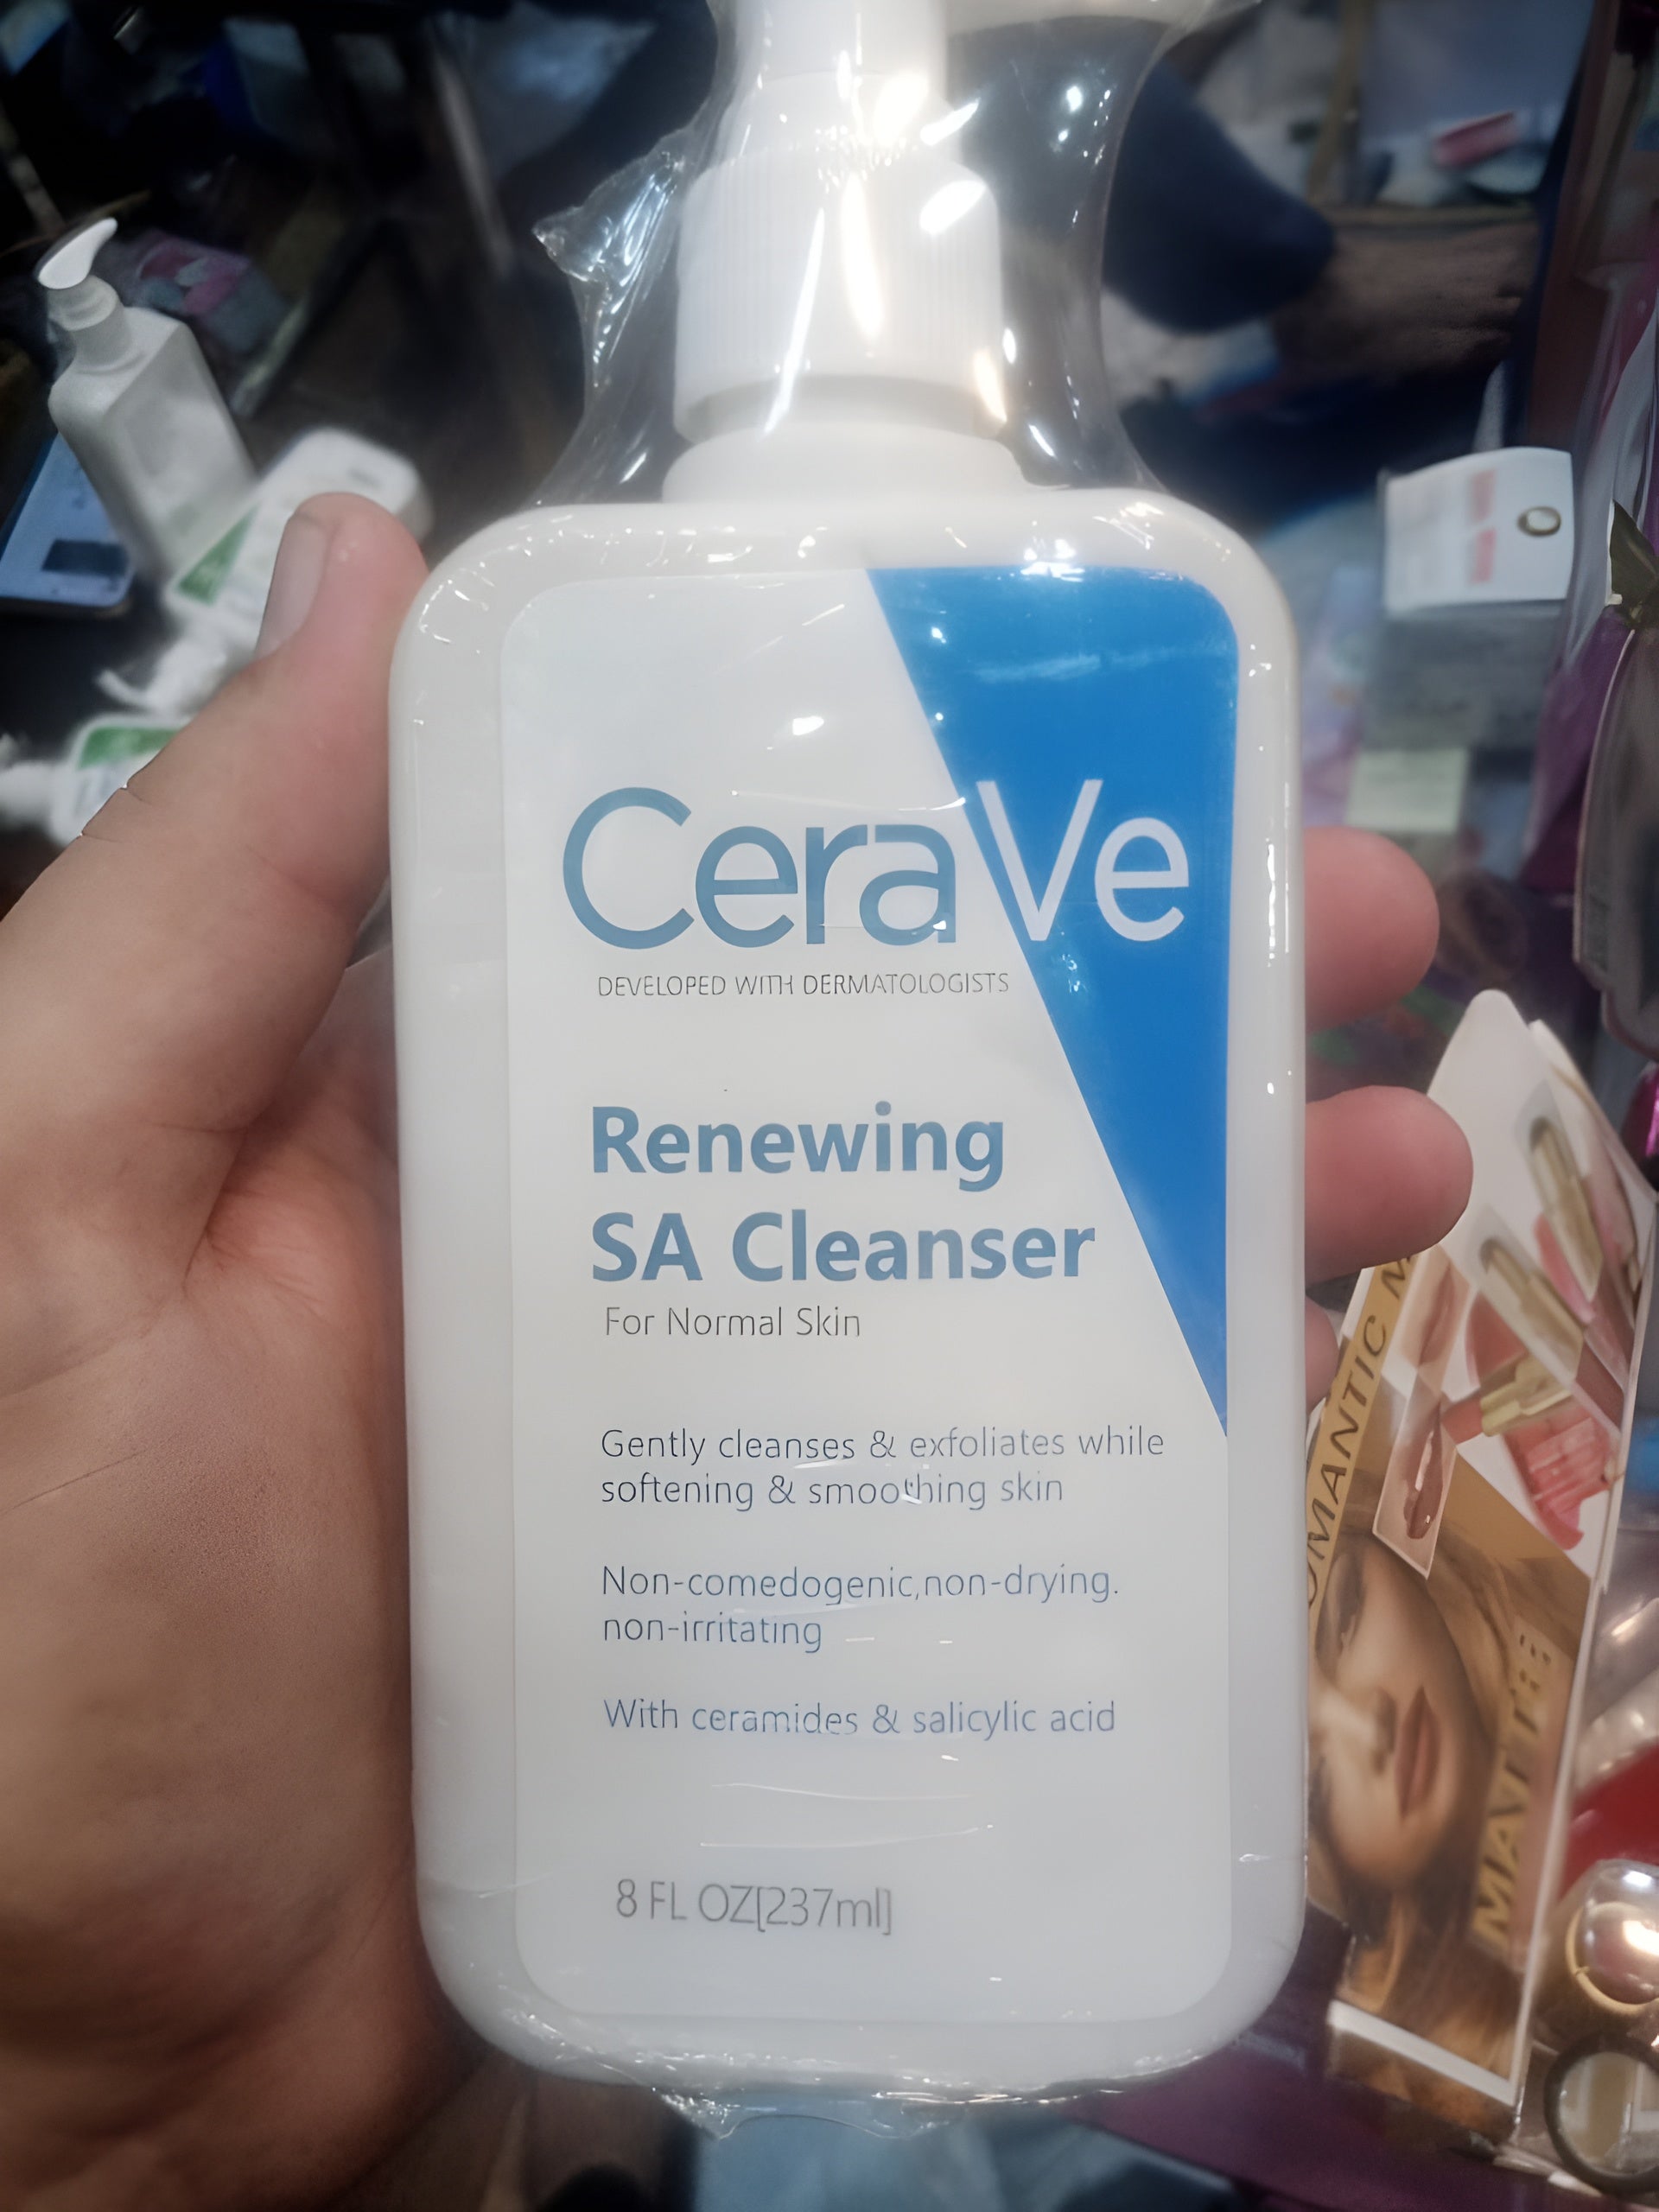 CeraVe
DEVELOPED WITH DERMATOLOGISTS
Renewing
SA Cleanser
For Normal Skin
Gently cleanses & exfoliates while
softening & smoothing skin
Non-comedogenic,non-drying.
non-irritating
With ceramides & salicylic acid
8 FL OZ[237ml]